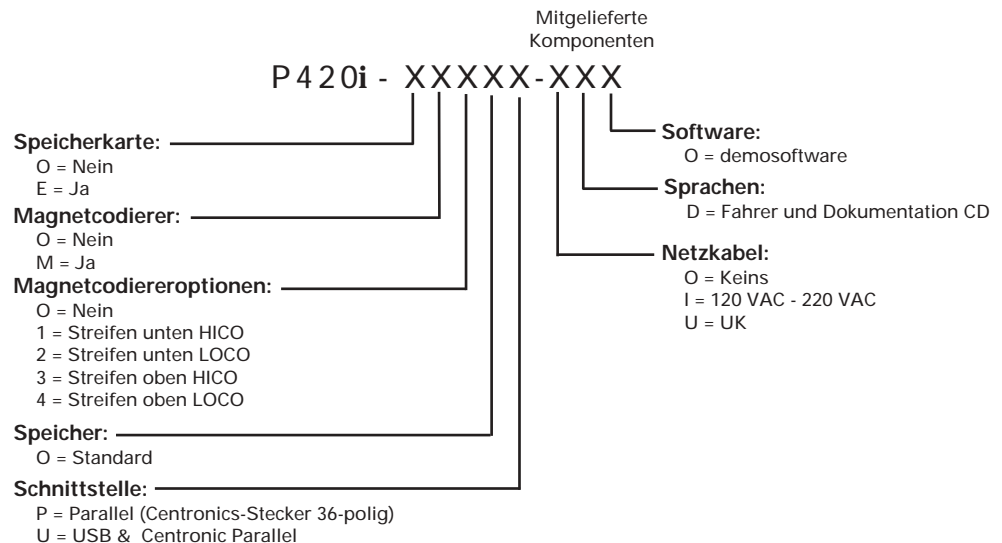 Mitgelieferte
Komponenten
P420i - XXXXX-XXX
Speicherkarte:
O = Nein
E = Ja
Magnetcodierer:
O = Nein
M = Ja
Magnetcodiereroptionen:
O = Nein
1 = Streifen unten HICO
2 = Streifen unten LOCO
3 = Streifen oben HICO
4 = Streifen oben LOCO
Speicher:
O = Standard
Schnittstelle:
P = Parallel (Centronics-Stecker 36-polig)
U = USB & Centronic Parallel
Software:
O = demosoftware
Sprachen:
D = Fahrer und Dokumentation CD
Netzkabel:
O = Keins
I = 120 VAC - 220 VAC
U = UK